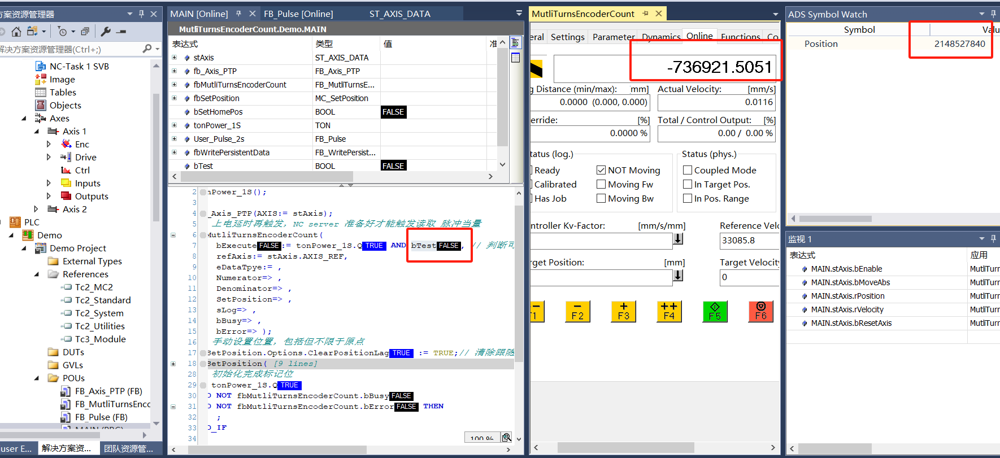 方案资源管理器
解决方案资源管理器(Ctrl+;)
NC-Task 1 SVB
Image
Tables
Objects
Axes
Axis 1
Enc
Drive
Ctrl
Inputs
Outputs
Axis 2
PLC
Demo
Demo Project
External Types
References
Tc2_MC2
Tc2_Standard
Tc2_System
Tc2_Utilities
Tc3_Module
DUTs
GVLs
POUs
FB_Axis_PTP (FB)
FB_MutliTurnsEnco
FB_Pulse (FB)
MAIN (PRG)
user E...
解决方案资...
团队资源管...
MAIN [Online]
FB_Pulse [Online]
ST_AXIS_DATA
MutliTurnsEncoderCount.Demo.MAIN
表达式 类型 值 准
stAxis ST_AXIS_DATA
fb_Axis_PTP FB_Axis_PTP
fbMutliTurnsEncoderCount FB_MutliTurnsE...
fbSetPosition MC_SetPosition
bSetHomePos BOOL FALSE
tonPower_1S TON
User_Pulse_2s FB_Pulse
fbWritePersistentData FB_WritePersist...
bTest BOOL FALSE
2 nPower_1S();
3
4 _Axis_PTP(AXIS:= stAxis);
5 上电延时再触发，NC server 准备好才能触发读取 脉冲当量
6 MutliTurnsEncoderCount(
7 bExecute FALSE := tonPower_1S.Q TRUE AND bTest FALSE , // 判断可
8 refAxis:= stAxis.AXIS_REF,
9 eDataTpye:= ,
10 Numerator=> ,
11 Denominator=> ,
12 SetPosition=> ,
13 sLog=> ,
14 bBusy=> ,
15 bError=> );
16 手动设置位置，包括但不限于原点
17 SetPosition.Options.ClearPositionLag TRUE := TRUE;// 清除跟随
18 SetPosition( [9 lines]
28 初始化完成标记位
29 tonPower_1S.Q TRUE
30 D NOT fbMutliTurnsEncoderCount.bBusy FALSE
31 D NOT fbMutliTurnsEncoderCount.bError FALSE THEN
32 ;
33 D_IF
34
100 %
MutliTurnsEncoderCount
eral Settings Parameter Dynamics Online Functions Co
-736921.5051
g Distance (min/max): [mm] Actual Velocity: [mm/s]
0.0000 (0.000, 0.000) 0.0116
erride: [%] Total / Control Output: [%]
0.0000 % 0.00 / 0.00 %
tatus (log.) Status (phys.)
Ready NOT Moving Coupled Mode
Calibrated Moving Fw In Target Pos.
Has Job Moving Bw In Pos. Range
ontroller Kv-Factor: [mm/s/mm] Reference Velo
33085.8
rget Position: [mm] Target Velocity
0
- F1
- F2
+ F3
++ F4
F5
F6
ADS Symbol Watch
Symbol Valu
Position 2148527840
监视 1
表达式 应用
MAIN.stAxis.bEnable MutliTurn
MAIN.stAxis.bMoveAbs MutliTurn
MAIN.stAxis.rPosition MutliTurn
MAIN.stAxis.rVelocity MutliTurn
MAIN.stAxis.bResetAxis MutliTurn